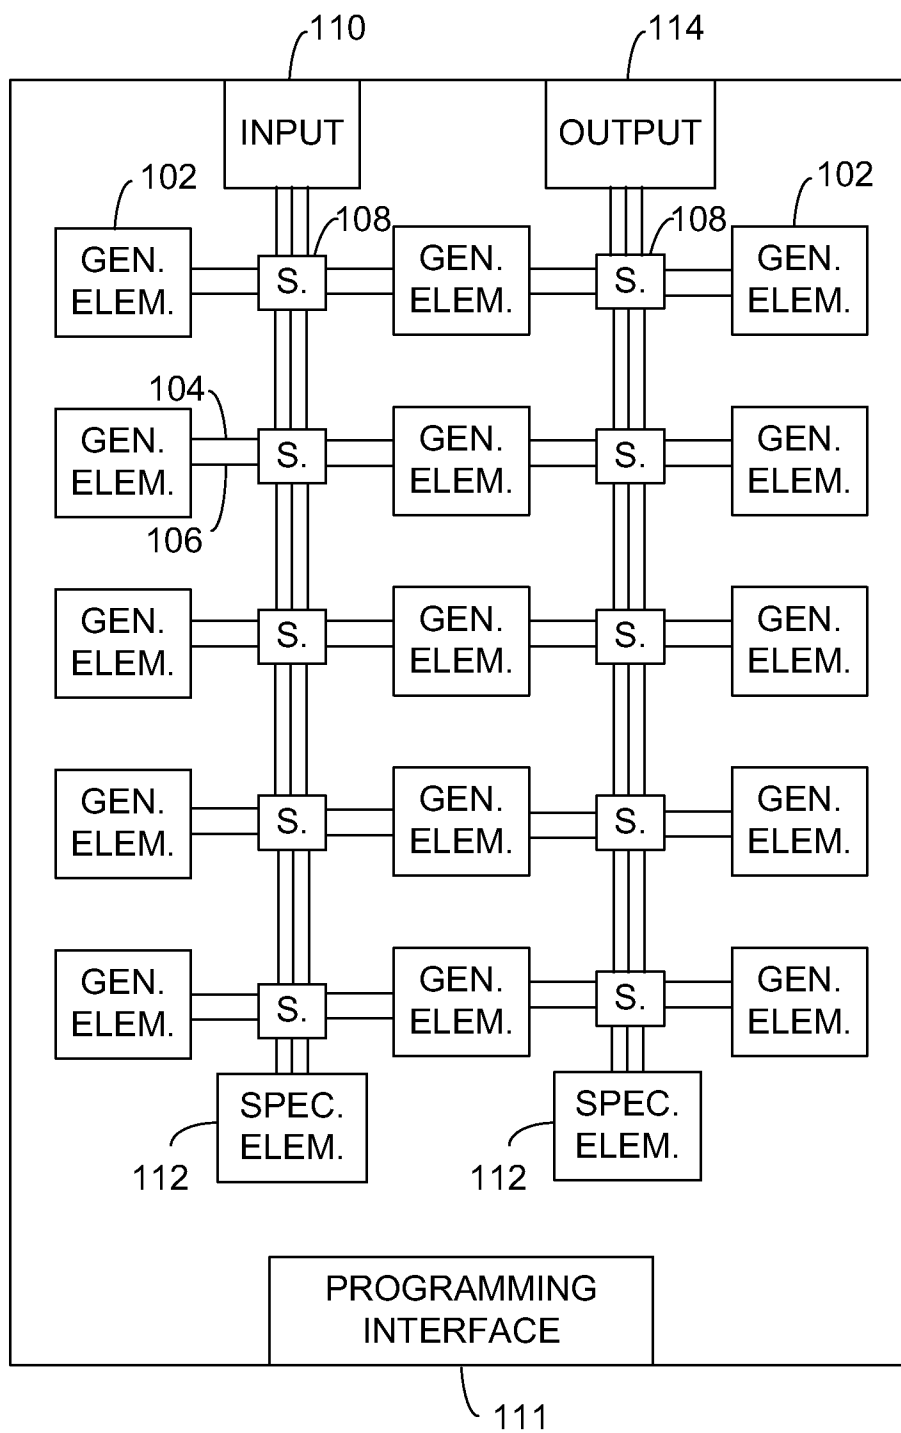 110
114
INPUT
OUTPUT
102
102
108
108
GEN.
ELEM.
S.
GEN.
ELEM.
S.
GEN.
ELEM.
104
106
GEN.
ELEM.
S.
GEN.
ELEM.
S.
GEN.
ELEM.
GEN.
ELEM.
S.
GEN.
ELEM.
S.
GEN.
ELEM.
GEN.
ELEM.
S.
GEN.
ELEM.
S.
GEN.
ELEM.
GEN.
ELEM.
S.
GEN.
ELEM.
S.
GEN.
ELEM.
SPEC.
ELEM.
112
SPEC.
ELEM.
112
PROGRAMMING
INTERFACE
111